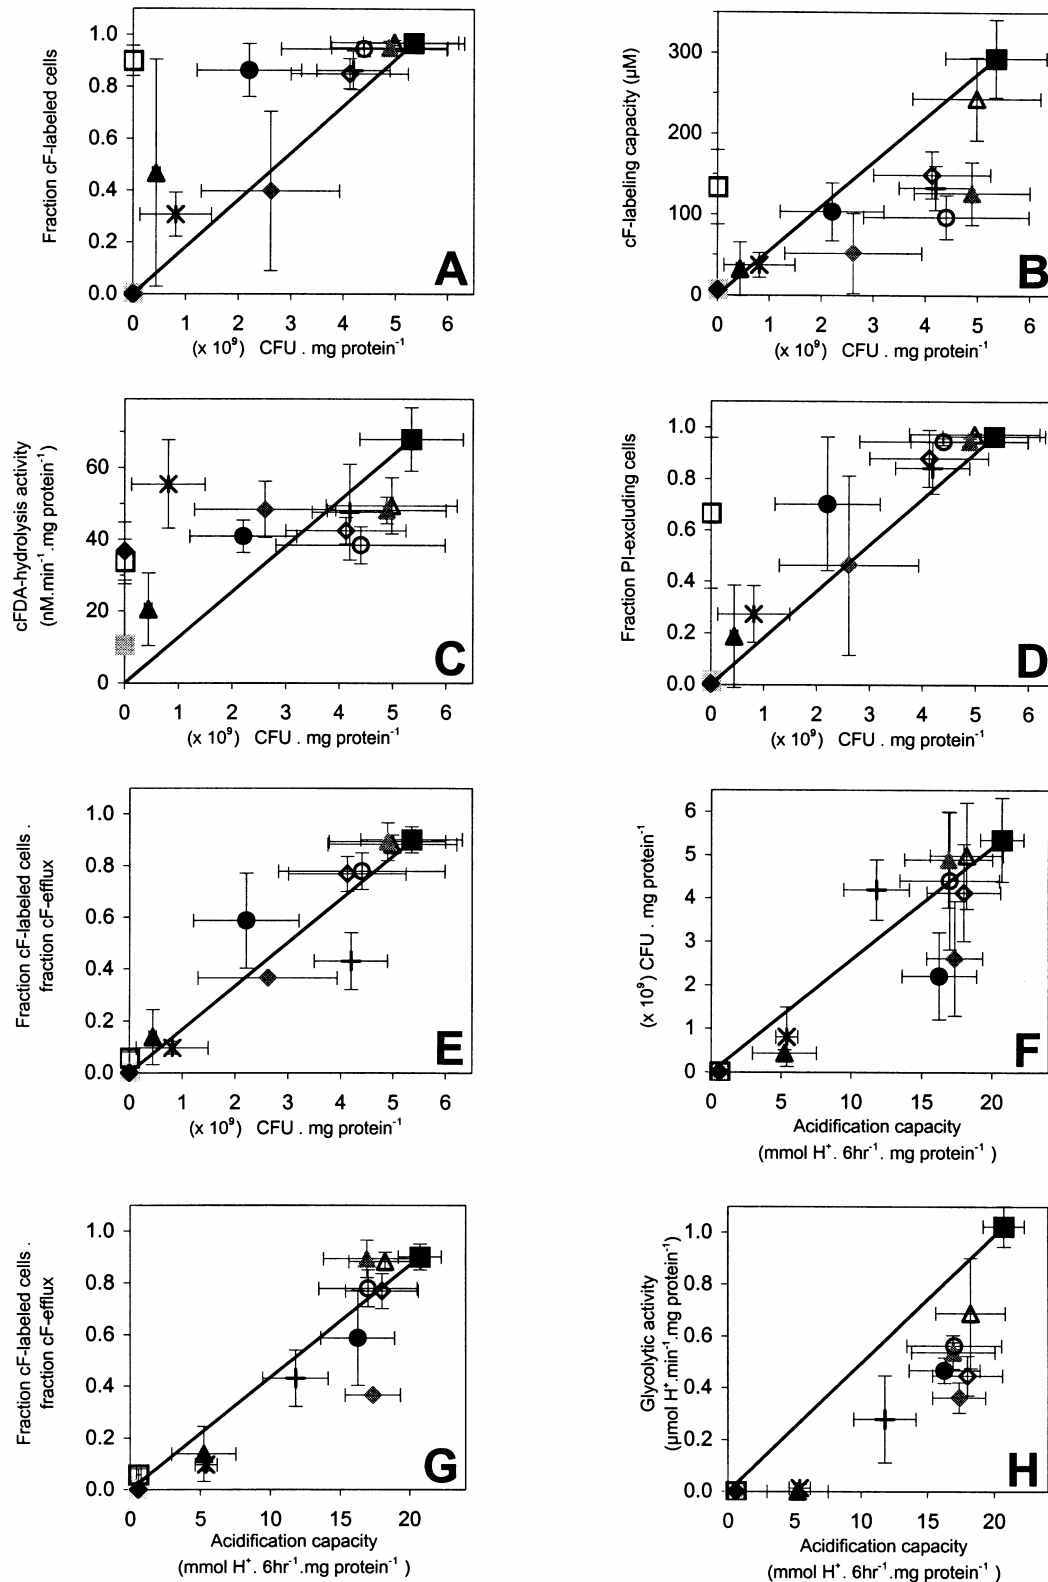 Fraction cF-labeled cells
1.0
0.8
0.6
0.4
0.2
0.0
A
0 1 2 3 4 5 6
(x 10⁹) CFU . mg protein⁻¹
cF-labeling capacity (µM)
300
200
100
0
B
0 1 2 3 4 5 6
(x 10⁹) CFU . mg protein⁻¹
cFDA-hydrolysis activity
(nM.min⁻¹.mg protein⁻¹)
60
40
20
0
C
0 1 2 3 4 5 6
(x 10⁹) CFU . mg protein⁻¹
Fraction PI-excluding cells
1.0
0.8
0.6
0.4
0.2
0.0
D
0 1 2 3 4 5 6
(x 10⁹) CFU . mg protein⁻¹
Fraction cF-labeled cells .
fraction cF-efflux
1.0
0.8
0.6
0.4
0.2
0.0
E
0 1 2 3 4 5 6
(x 10⁹) CFU . mg protein⁻¹
(x 10⁹) CFU . mg protein⁻¹
6
5
4
3
2
1
0
F
0 5 10 15 20
Acidification capacity
(mmol H⁺. 6hr⁻¹. mg protein⁻¹ )
Fraction cF-labeled cells .
fraction cF-efflux
1.0
0.8
0.6
0.4
0.2
0.0
G
0 5 10 15 20
Acidification capacity
(mmol H⁺. 6hr⁻¹.mg protein⁻¹ )
Glycolytic activity
(µmol H⁺.min⁻¹.mg protein⁻¹)
1.0
0.8
0.6
0.4
0.2
0.0
H
0 5 10 15 20
Acidification capacity
(mmol H⁺. 6hr⁻¹.mg protein⁻¹ )